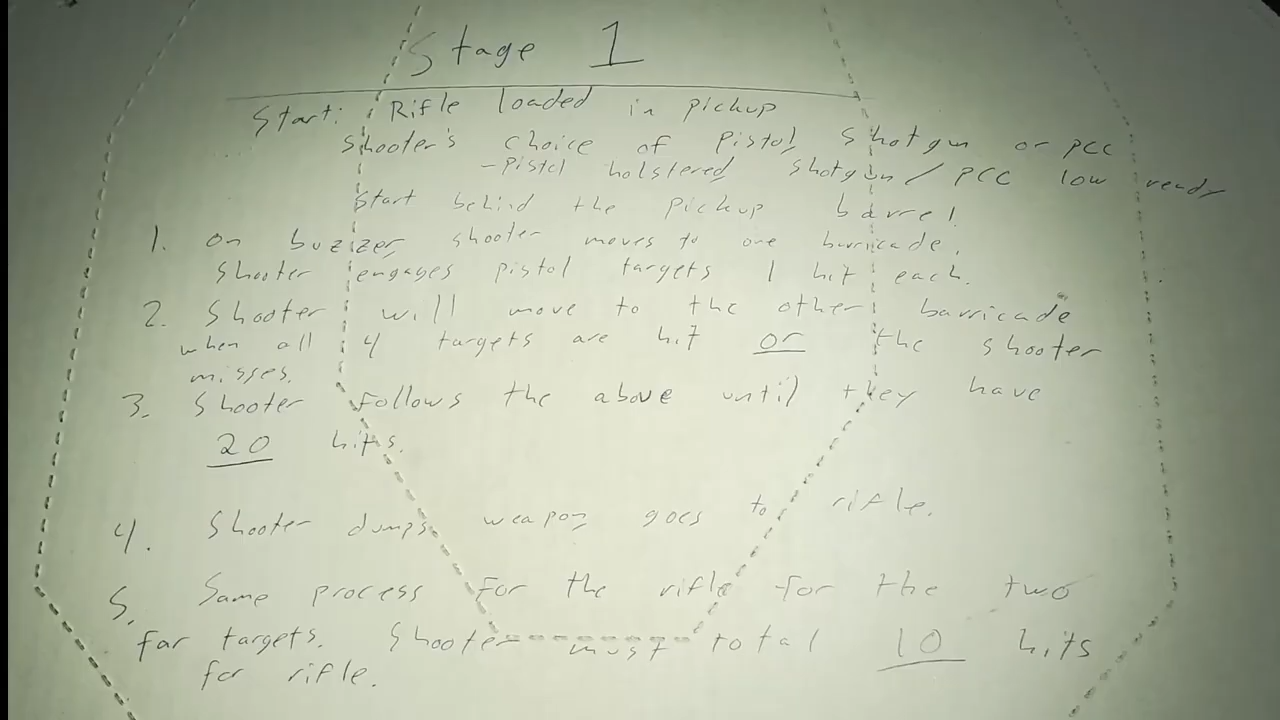 Stage 1
Start: Rifle loaded in pickup
Shooter's choice of Pistol, Shotgun or PCC
- Pistol holstered, shotgun / PCC low ready
Start behind the pickup barrel
1. on buzzer, shooter moves to one barricade.
Shooter engages pistol targets 1 hit each.
2. Shooter will move to the other barricade
when all 4 targets are hit or the shooter
misses.
3. Shooter follows the above until they have
20 hits.
4. Shooter dumps weapon, goes to rifle.
5. Same process for the rifle for the two
far targets. Shooter must total 10 hits
for rifle.